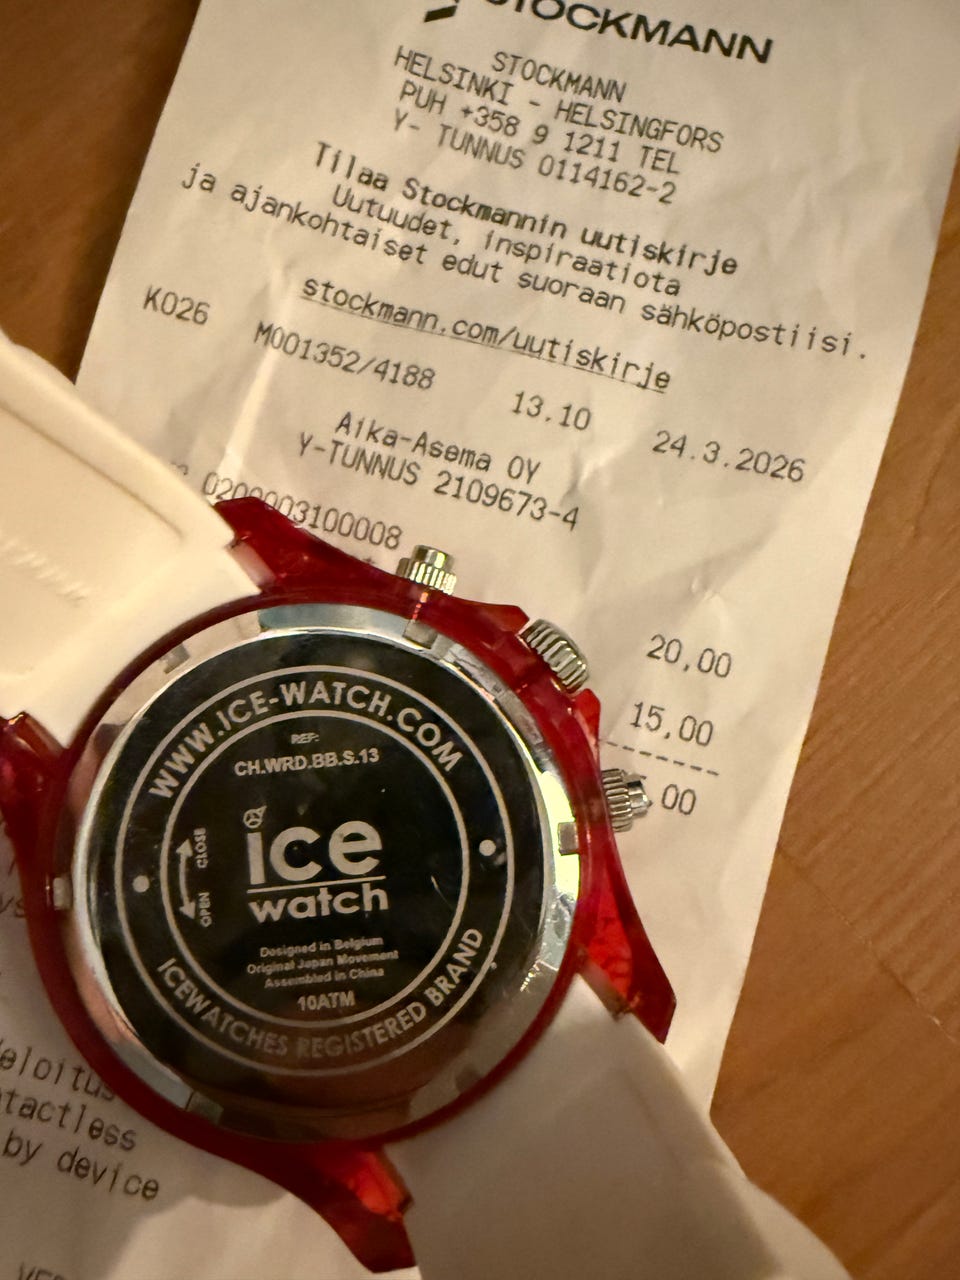 STOCKMANN
STOCKMANN
HELSINKI - HELSINGFORS
PUH +358 9 1211 TEL
Y- TUNNUS 0114162-2
Tilaa Stockmannin uutiskirje
Uutuudet, inspiraatiota
ja ajankohtaiset edut suoraan sähköpostiisi.
stockmann.com/uutiskirje
K026 M001352/4188 13.10 24.3.2026
Aika-Asema OY
Y-TUNNUS 2109673-4
0200003100008
20,00
15,00
00
WWW.ICE-WATCH.COM
REF:
CH.WRD.BB.S.13
ice
watch
CLOSE
OPEN
Designed in Belgium
Original Japan Movement
Assembled in China
10ATM
ICEWATCHES REGISTERED BRAND
eloitus
tactless
by device